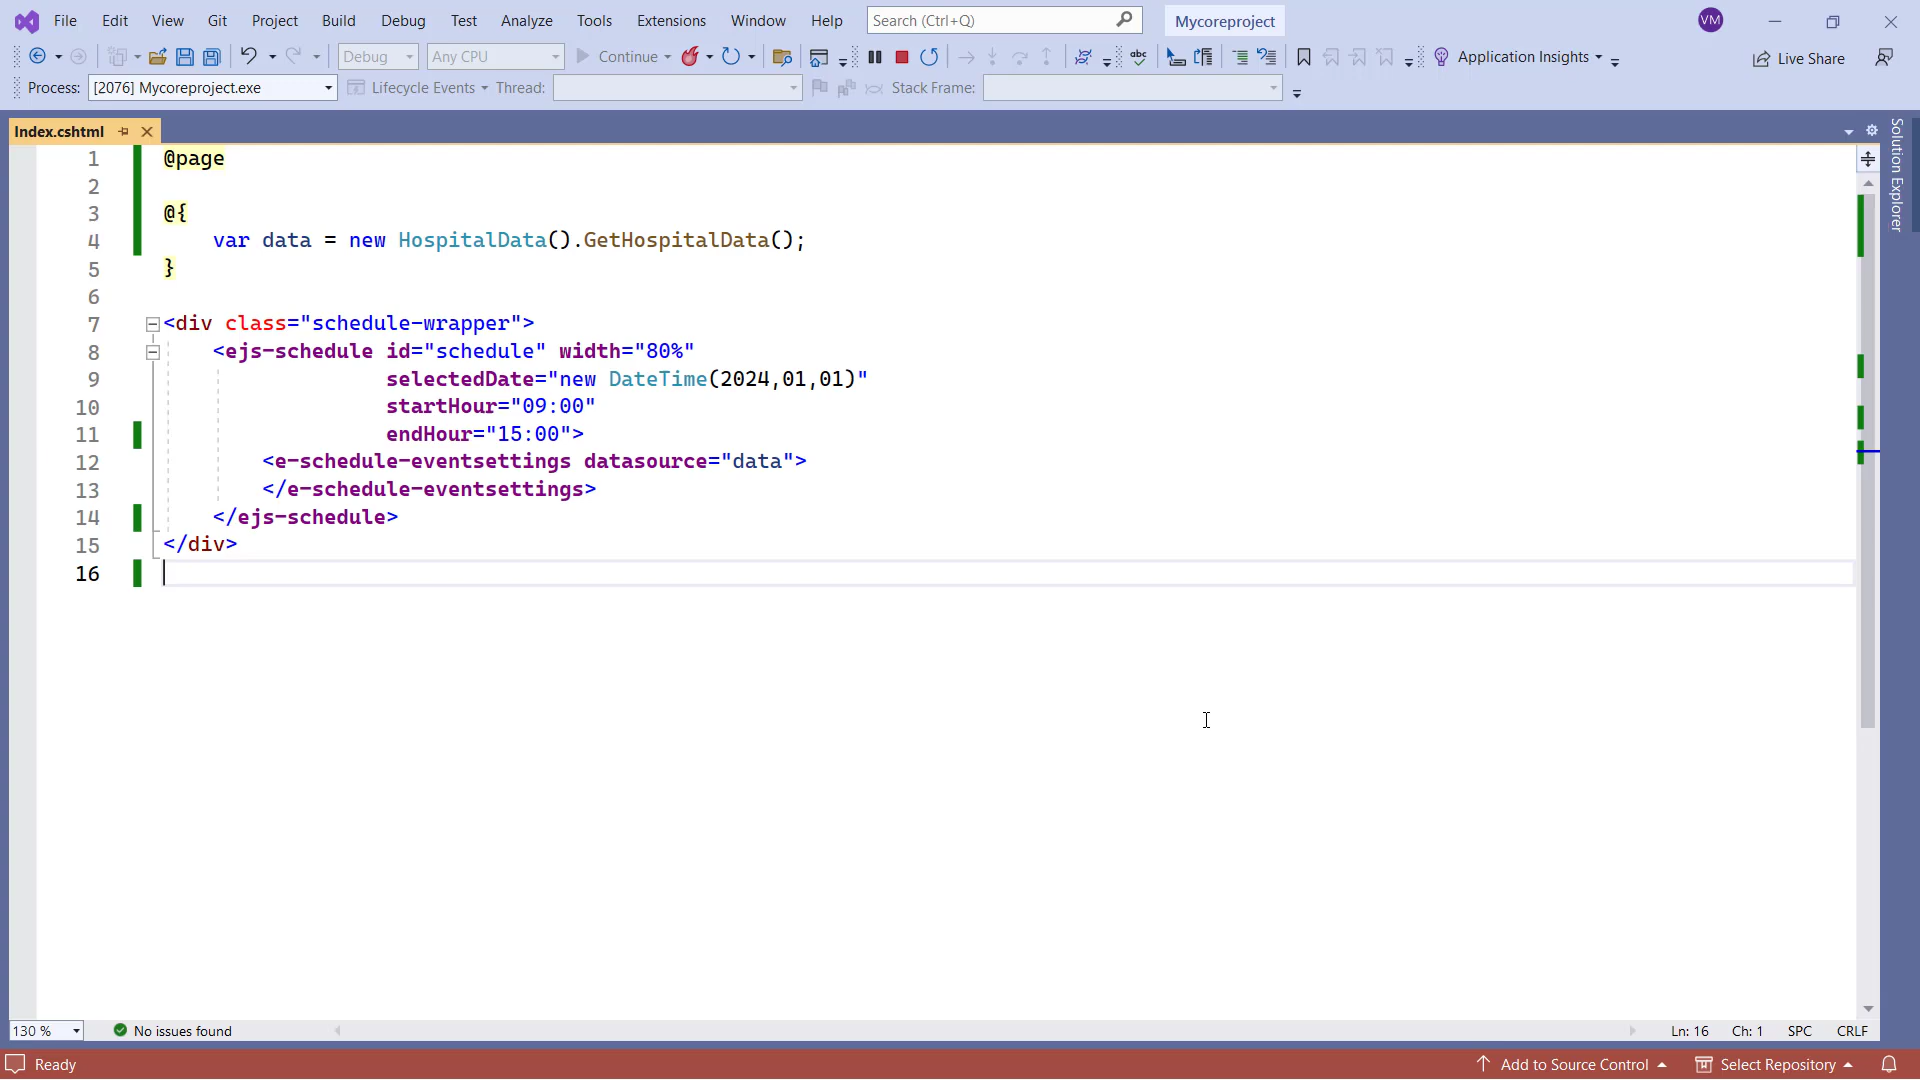 File Edit View Git Project Build Debug Test Analyze Tools Extensions Window Help Search (Ctrl+Q) Mycoreproject VM
Debug Any CPU Continue Application Insights Live Share
Process: [2076] Mycoreproject.exe Lifecycle Events Thread: Stack Frame:
Index.cshtml
Solution Explorer
1 @page
2
3 @{
4 var data = new HospitalData().GetHospitalData();
5 }
6
7 <div class="schedule-wrapper">
8 <ejs-schedule id="schedule" width="80%"
9 selectedDate="new DateTime(2024,01,01)"
10 startHour="09:00"
11 endHour="15:00">
12 <e-schedule-eventsettings datasource="data">
13 </e-schedule-eventsettings>
14 </ejs-schedule>
15 </div>
16
130 % No issues found Ln: 16 Ch: 1 SPC CRLF
Ready Add to Source Control Select Repository